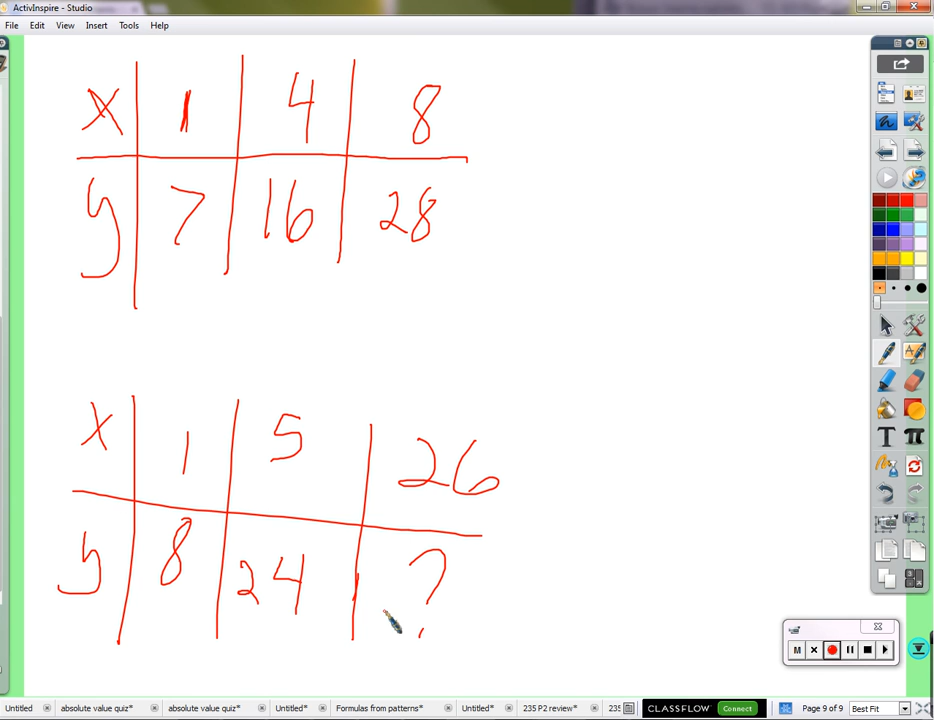 ActivInspire - Studio
File Edit View Insert Tools Help
x 1 4 8
y 7 16 28
x 1 5 26
y 8 24 ?
M
Untitled absolute value quiz* absolute value quiz* Untitled* Formulas from patterns* Untitled* 235 P2 review* 235 CLASSFLOW Connect Page 9 of 9 Best Fit